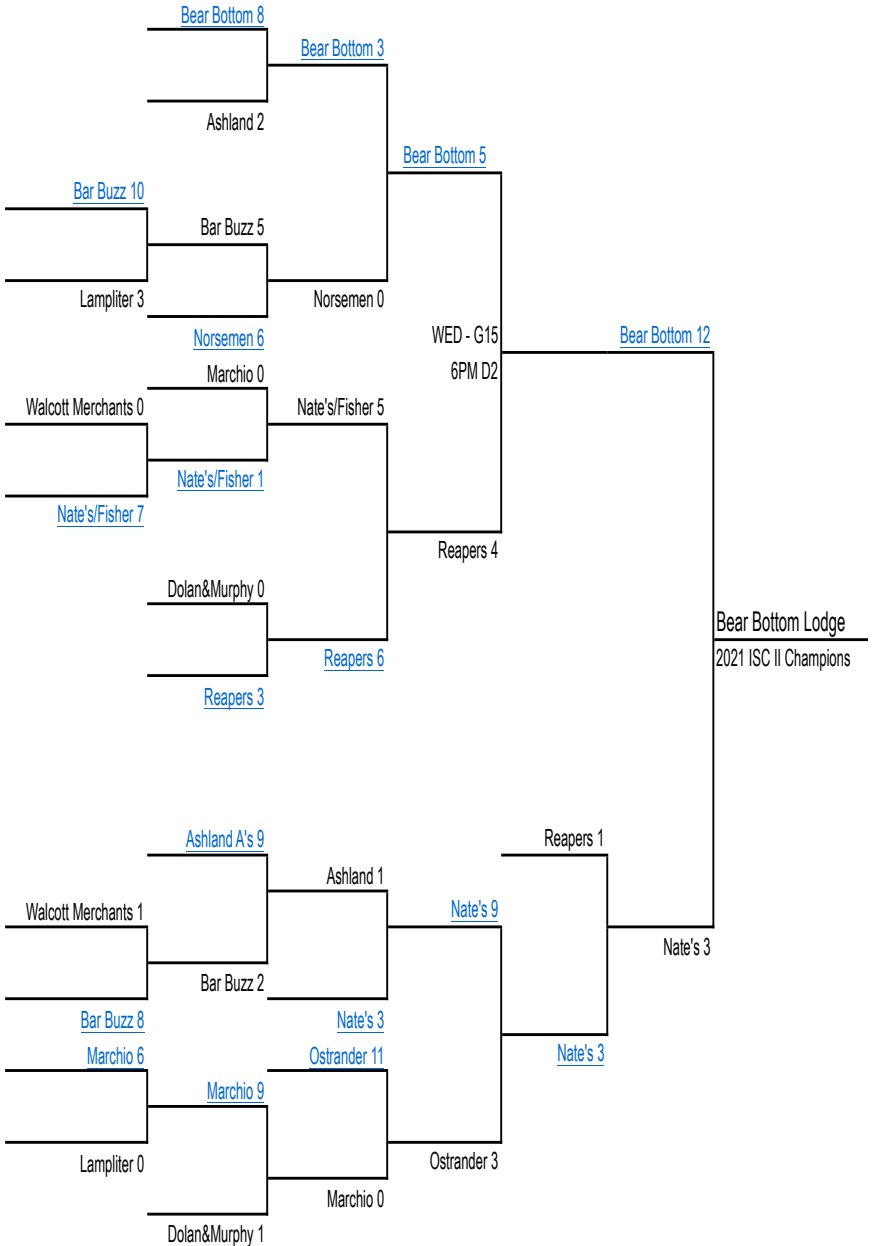 Bear Bottom 8
Bear Bottom 3
Ashland 2
Bear Bottom 5
Bar Buzz 10
Bar Buzz 5
Lampliter 3
Norsemen 0
Norsemen 6
WED - G15
Bear Bottom 12
6PM D2
Marchio 0
Walcott Merchants 0
Nate's/Fisher 5
Nate's/Fisher 1
Nate's/Fisher 7
Reapers 4
Dolan&Murphy 0
Bear Bottom Lodge
Reapers 6
2021 ISC II Champions
Reapers 3
Ashland A's 9
Reapers 1
Ashland 1
Walcott Merchants 1
Nate's 9
Nate's 3
Bar Buzz 2
Bar Buzz 8
Nate's 3
Marchio 6
Ostrander 11
Nate's 3
Marchio 9
Lampliter 0
Ostrander 3
Marchio 0
Dolan&Murphy 1